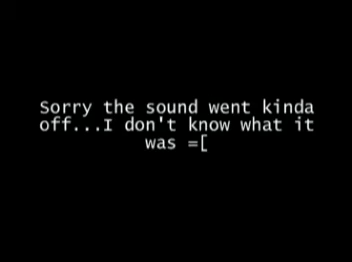 Sorry the sound went kinda
off...I don't know what it
was =[